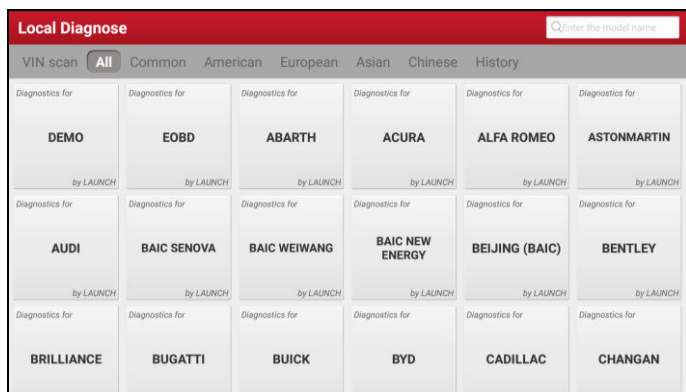 Local Diagnose
Enter the model name
VIN scan All Common American European Asian Chinese History
Diagnostics for Diagnostics for Diagnostics for Diagnostics for Diagnostics for Diagnostics for
DEMO EOBD ABARTH ACURA ALFA ROMEO ASTONMARTIN
by LAUNCH by LAUNCH by LAUNCH by LAUNCH by LAUNCH by LAUNCH
Diagnostics for Diagnostics for Diagnostics for Diagnostics for Diagnostics for Diagnostics for
AUDI BAIC SENOVA BAIC WEIWANG BAIC NEW ENERGY BEIJING (BAIC) BENTLEY
by LAUNCH by LAUNCH by LAUNCH by LAUNCH by LAUNCH by LAUNCH
Diagnostics for Diagnostics for Diagnostics for Diagnostics for Diagnostics for Diagnostics for
BRILLIANCE BUGATTI BUICK BYD CADILLAC CHANGAN